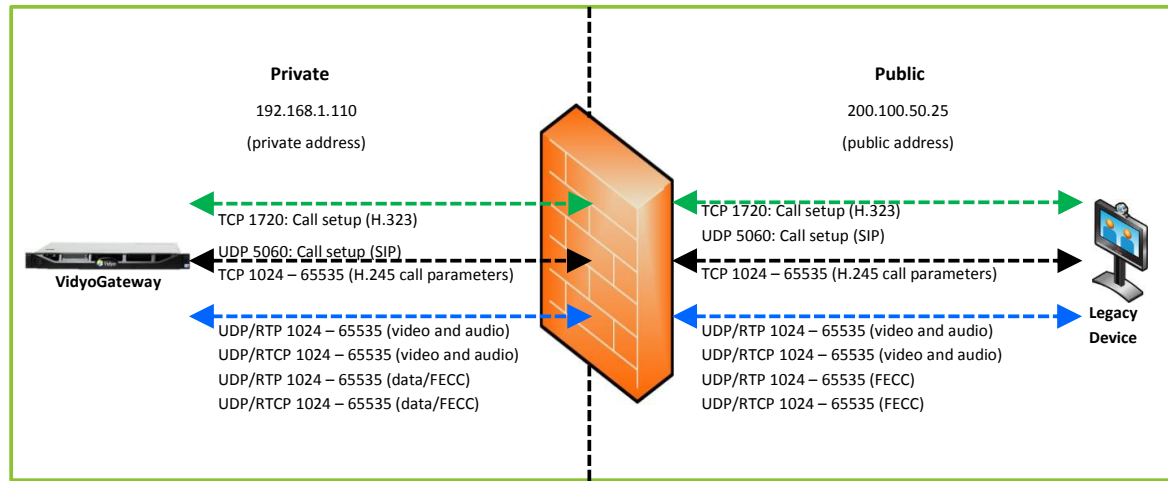 Private
192.168.1.110
(private address)
Public
200.100.50.25
(public address)
TCP 1720: Call setup (H.323)
UDP 5060: Call setup (SIP)
TCP 1024 – 65535 (H.245 call parameters)
VidyoGateway
UDP/RTP 1024 – 65535 (video and audio)
UDP/RTCP 1024 – 65535 (video and audio)
UDP/RTP 1024 – 65535 (data/FECC)
UDP/RTCP 1024 – 65535 (data/FECC)
TCP 1720: Call setup (H.323)
UDP 5060: Call setup (SIP)
TCP 1024 – 65535 (H.245 call parameters)
UDP/RTP 1024 – 65535 (video and audio)
UDP/RTCP 1024 – 65535 (video and audio)
UDP/RTP 1024 – 65535 (FECC)
UDP/RTCP 1024 – 65535 (FECC)
Legacy
Device